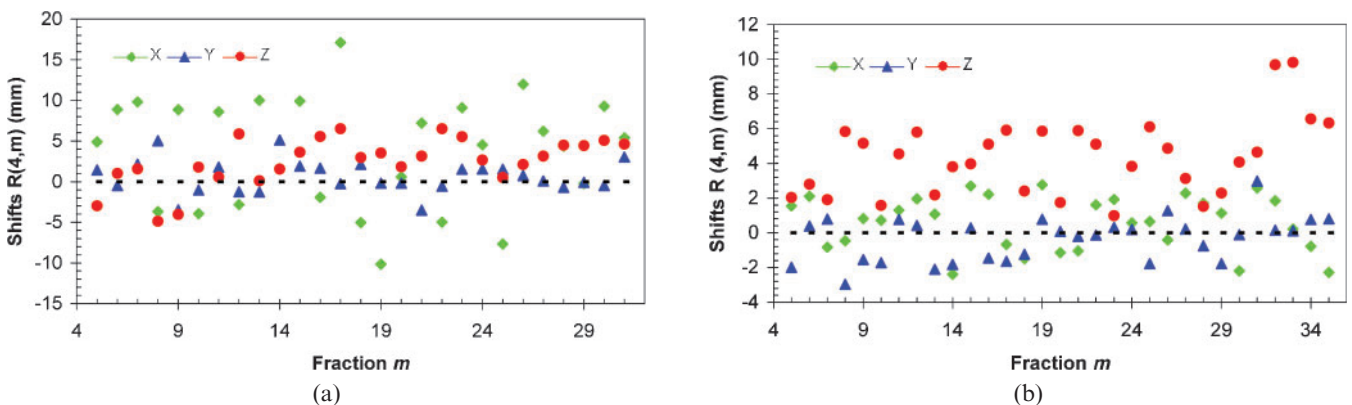 20
15
10
5
0
-5
-10
-15
Shifts R(4,m) (mm)
X Y Z
4 9 14 19 24 29
Fraction m
(a)
12
10
8
6
4
2
0
-2
-4
Shifts R (4,m) (mm)
X Y Z
4 9 14 19 24 29 34
Fraction m
(b)